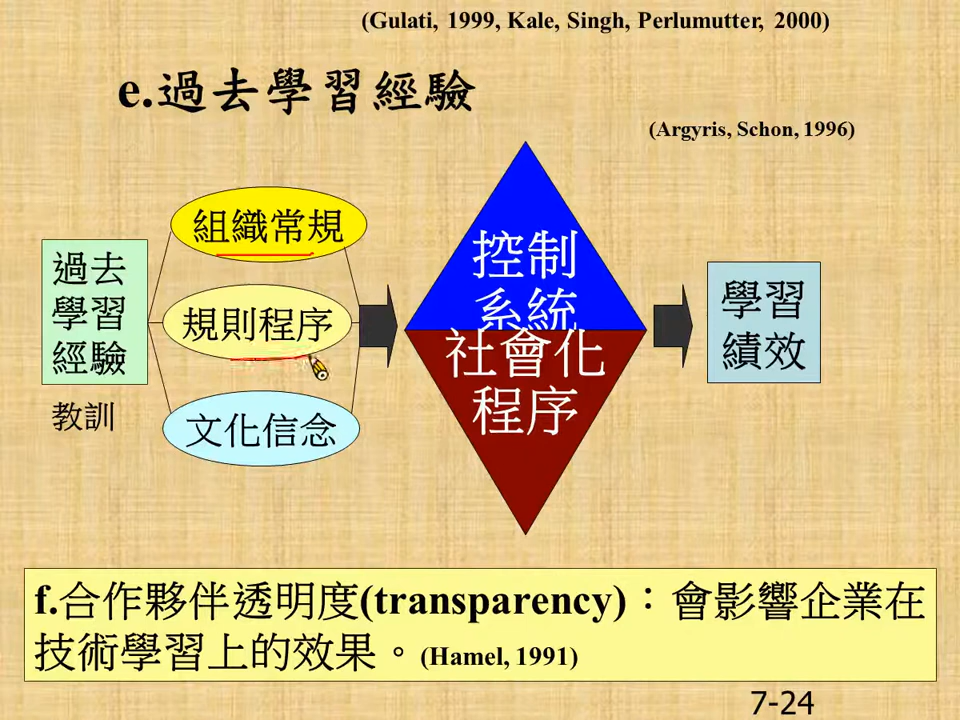 (Gulati, 1999, Kale, Singh, Perlumutter, 2000)
e.過去學習經驗
(Argyris, Schon, 1996)
過去
學習
經驗
教訓
組織常規
規則程序
文化信念
控制
系統
社會化
程序
學習
績效
f.合作夥伴透明度(transparency)：會影響企業在
技術學習上的效果。(Hamel, 1991)
7-24